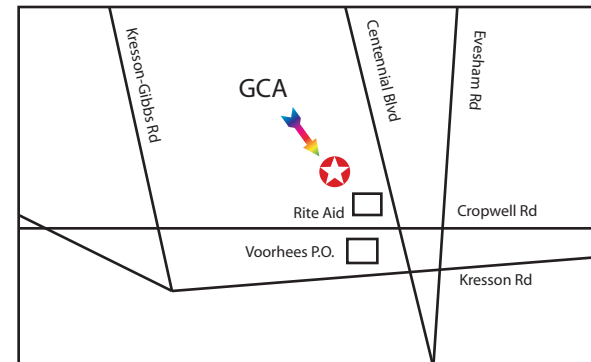 Kresson-Gibbs Rd
GCA
Centennial Blvd
Evesham Rd
Rite Aid
Cropwell Rd
Voorhees P.O.
Kresson Rd